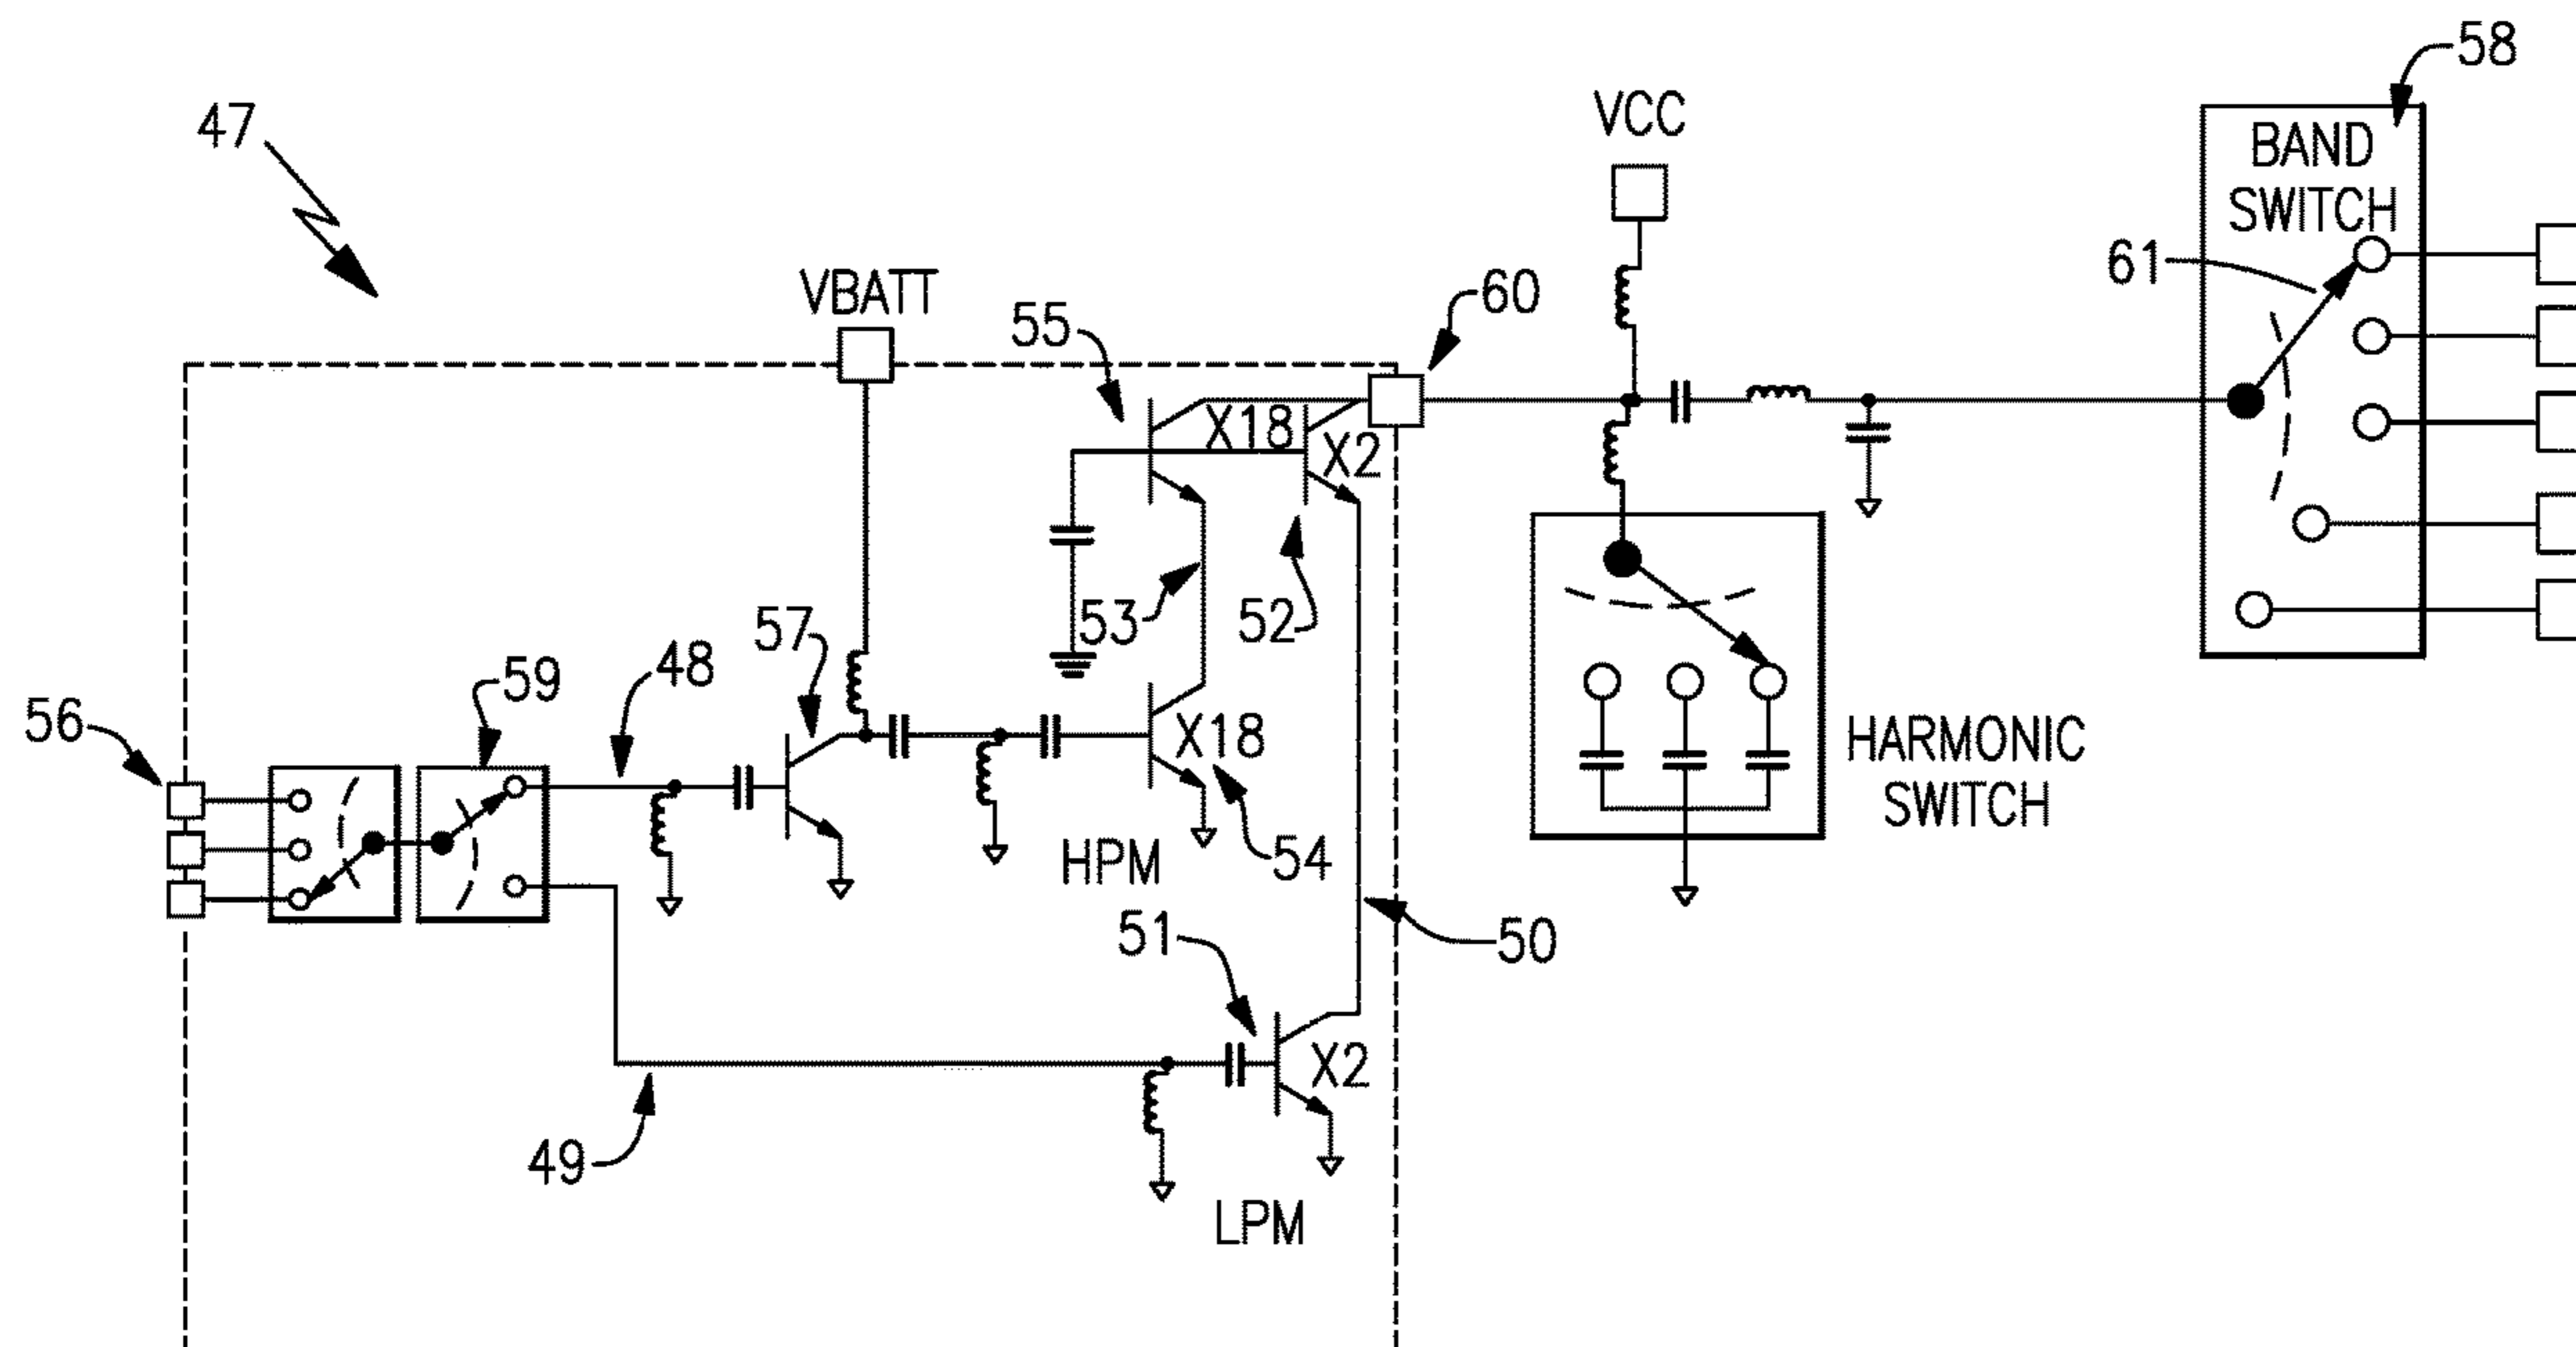 58
47
VCC
BAND
SWITCH
61
VBATT
60
55
X18
X2
53
52
57
59
48
56
X18
HARMONIC
SWITCH
HPM
54
51
50
X2
49
LPM